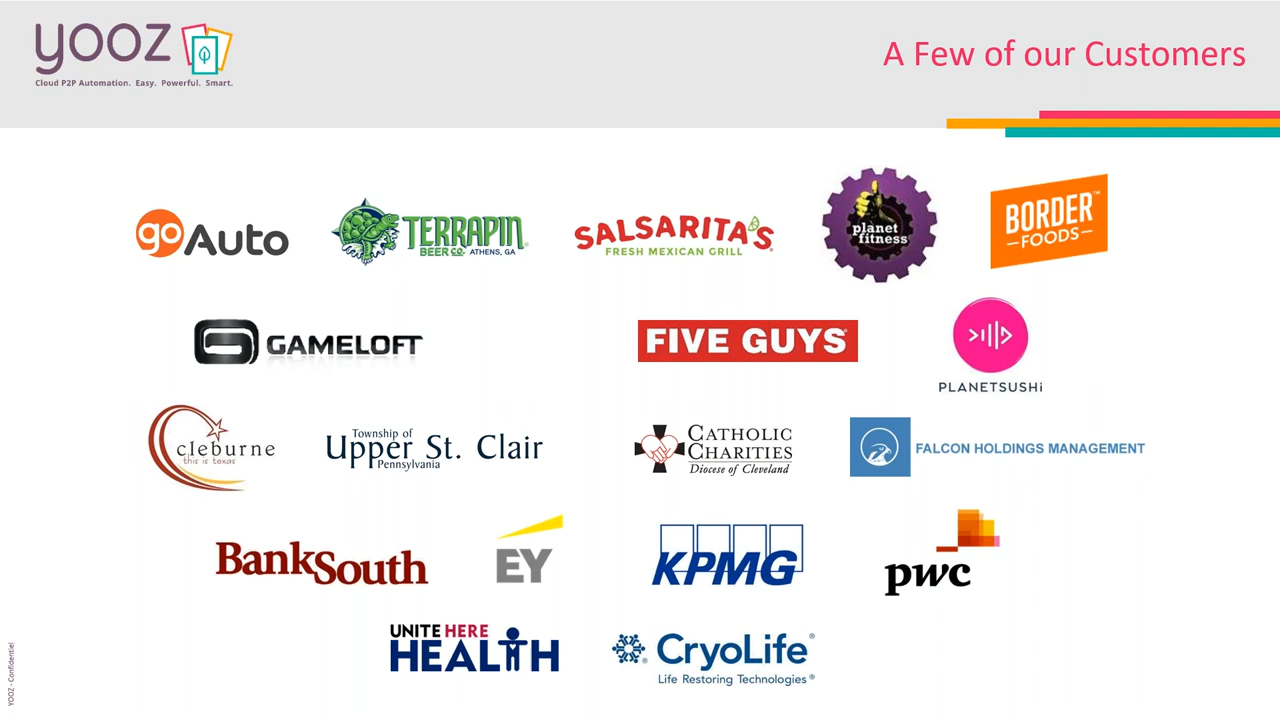 yooz
Cloud P2P Automation. Easy. Powerful. Smart.
A Few of our Customers
go Auto
TERRAPIN®
BEER CO. ATHENS, GA
SALSARITA'S®
FRESH MEXICAN GRILL
planet
fitness
BORDER™
FOODS
GAMELOFT
FIVE GUYS®
PLANETSUSHi
cleburne
this is texas
Township of
Upper St. Clair
Pennsylvania
CATHOLIC
CHARITIES
Diocese of Cleveland
FALCON HOLDINGS MANAGEMENT
BankSouth
EY
KPMG
pwc
UNITE HERE
HEALTH
CryoLife®
Life Restoring Technologies®
YOOZ - Confidentiel